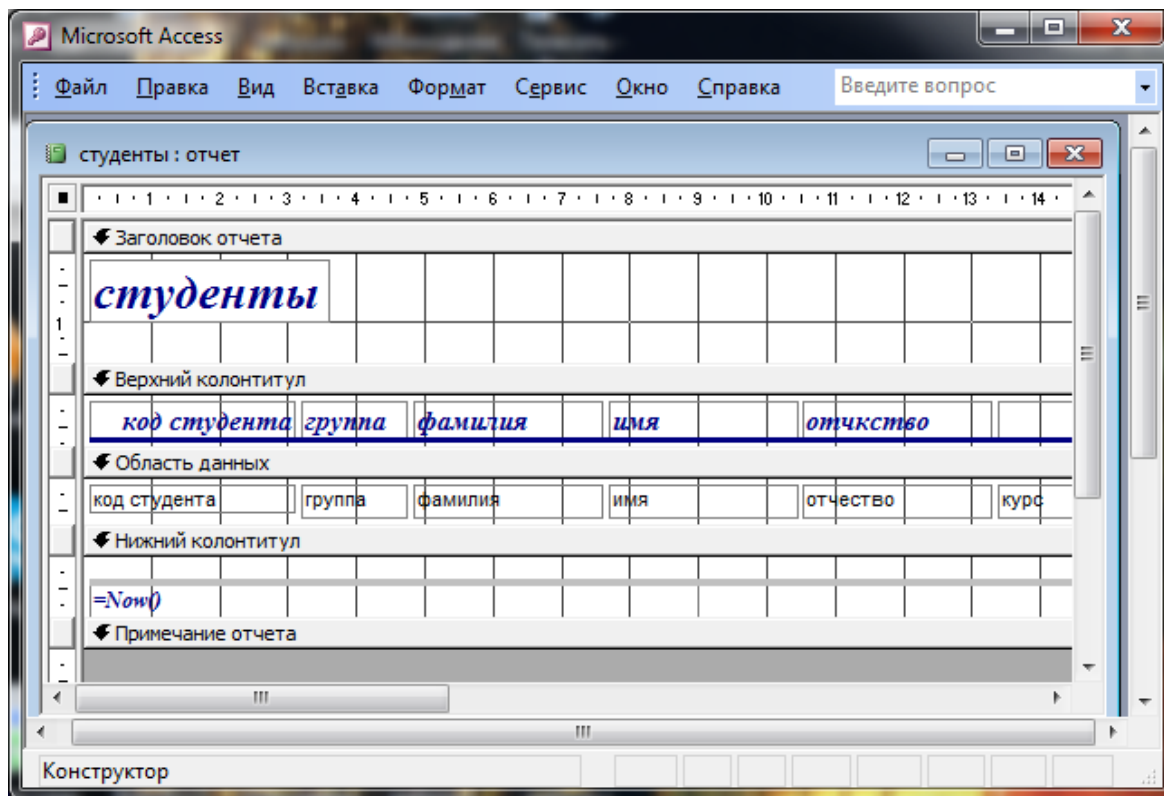 Microsoft Access
Файл Правка Вид Вставка Формат Сервис Окно Справка Введите вопрос
студенты : отчет
1 2 3 4 5 6 7 8 9 10 11 12 13 14
Заголовок отчета
студенты
1
Верхний колонтитул
код студента группа фамилия имя отчкство
Область данных
код студента группа фамилия имя отчество курс
Нижний колонтитул
=Now()
Примечание отчета
Конструктор